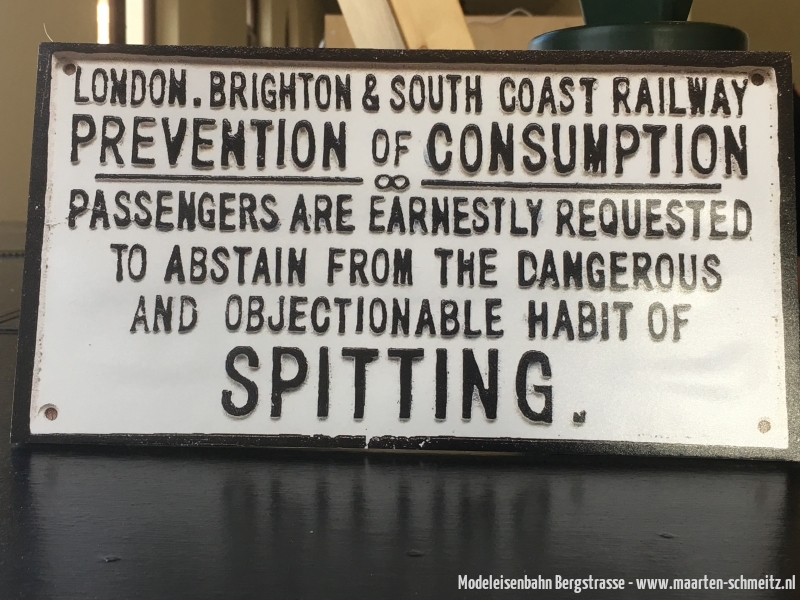 LONDON. BRIGHTON & SOUTH COAST RAILWAY
PREVENTION OF CONSUMPTION
PASSENGERS ARE EARNESTLY REQUESTED
TO ABSTAIN FROM THE DANGEROUS
AND OBJECTIONABLE HABIT OF
SPITTING.
Modeleisenbahn Bergstrasse - www.maarten-schmeitz.nl